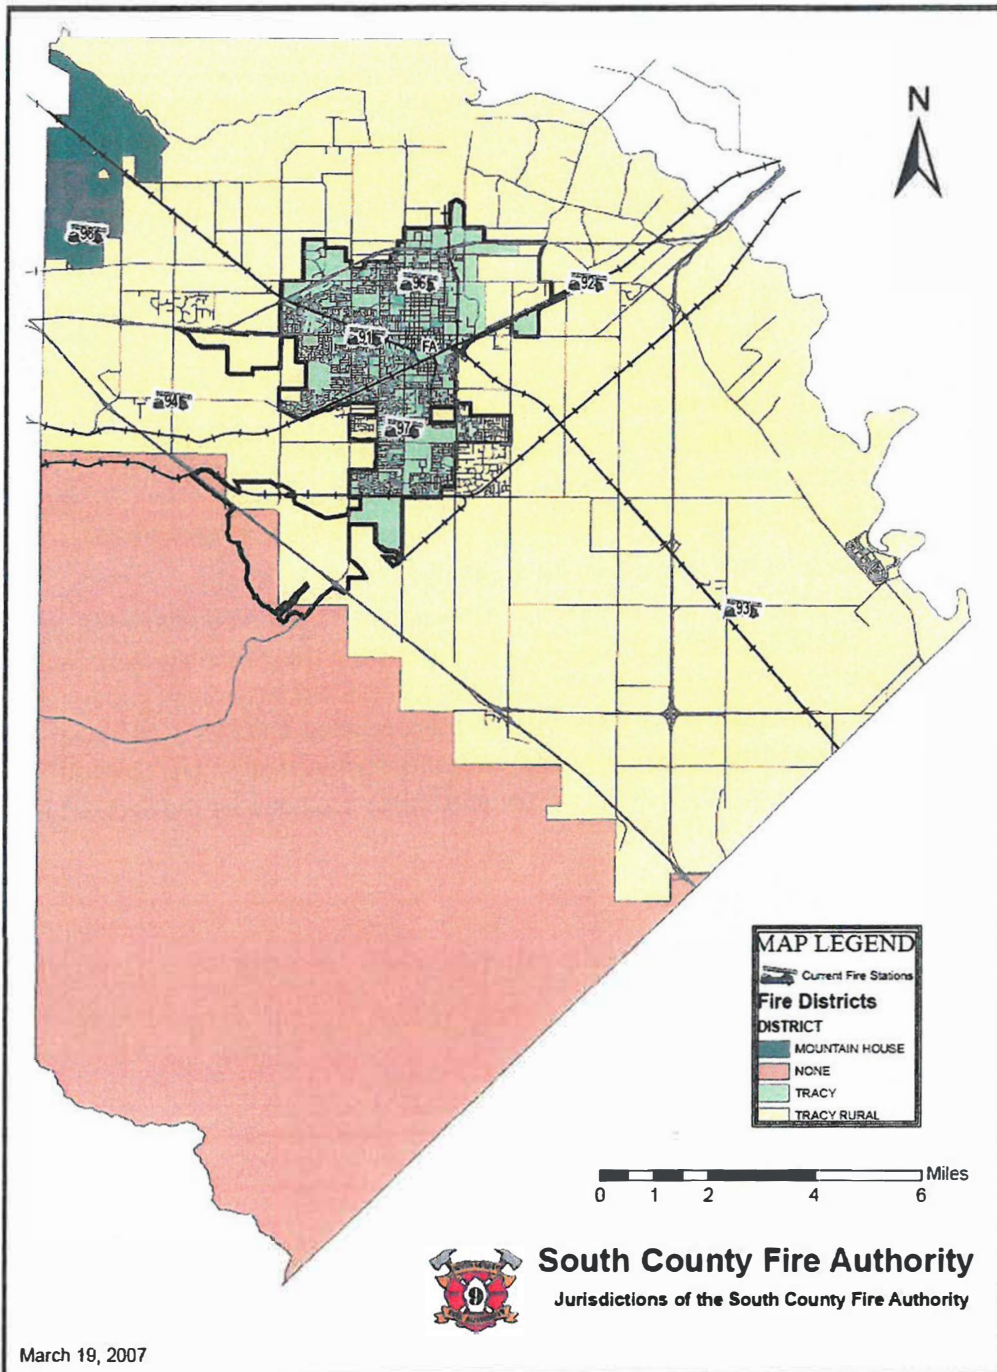 N
98
96
92
91
FA
94
97
93
MAP LEGEND
Current Fire Stations
Fire Districts
DISTRICT
MOUNTAIN HOUSE
NONE
TRACY
TRACY RURAL
Miles
0 1 2 4 6
9
South County Fire Authority
Jurisdictions of the South County Fire Authority
March 19, 2007